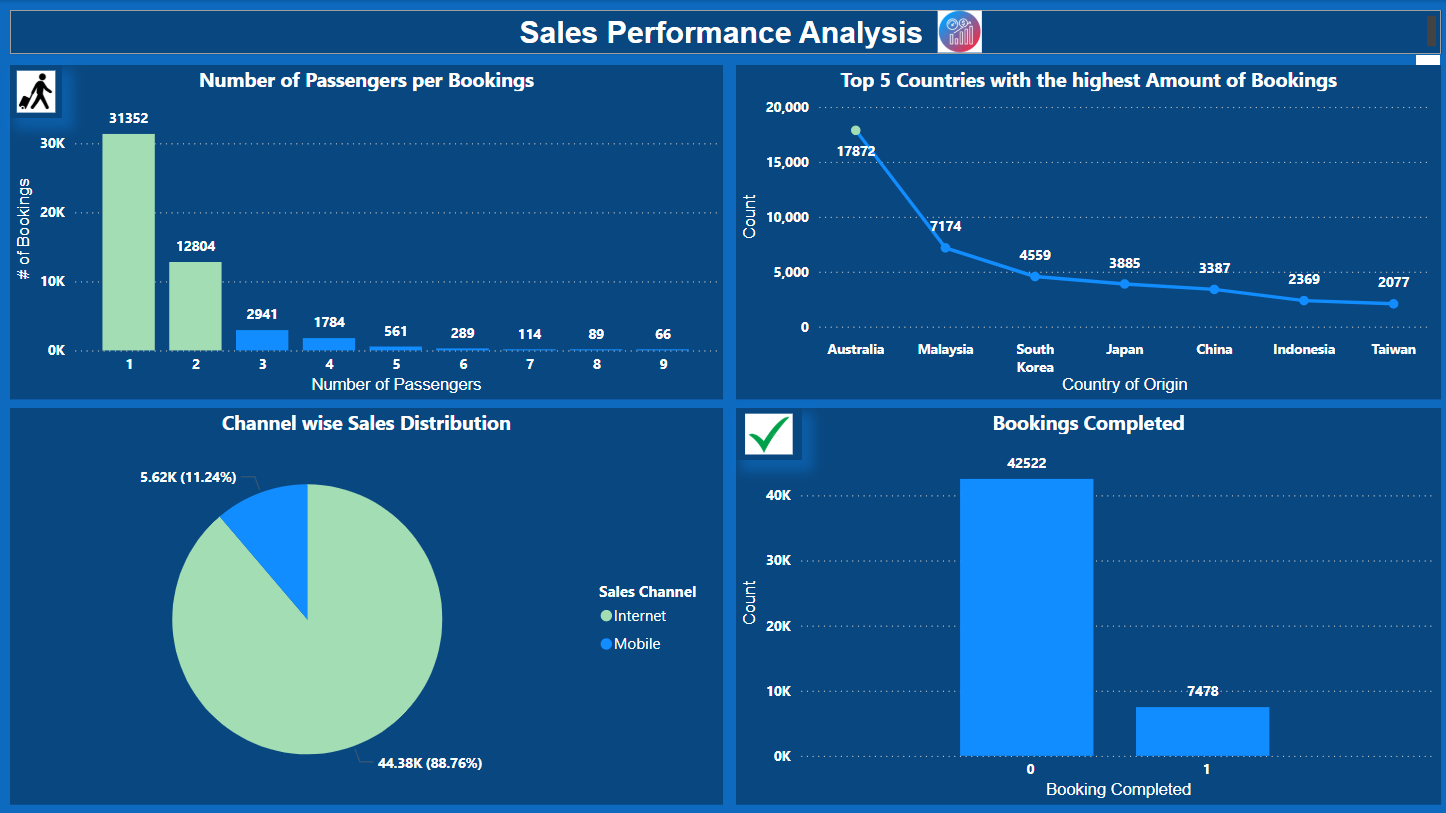 Sales Performance Analysis
Number of Passengers per Bookings
# of Bookings
30K
20K
10K
0K
31352
12804
2941
1784
561
289
114
89
66
1
2
3
4
5
6
7
8
9
Number of Passengers
Top 5 Countries with the highest Amount of Bookings
Count
20,000
15,000
10,000
5,000
0
17872
7174
4559
3885
3387
2369
2077
Australia
Malaysia
South
Korea
Japan
China
Indonesia
Taiwan
Country of Origin
Channel wise Sales Distribution
5.62K (11.24%)
44.38K (88.76%)
Sales Channel
Internet
Mobile
Bookings Completed
Count
40K
30K
20K
10K
0K
42522
7478
0
1
Booking Completed